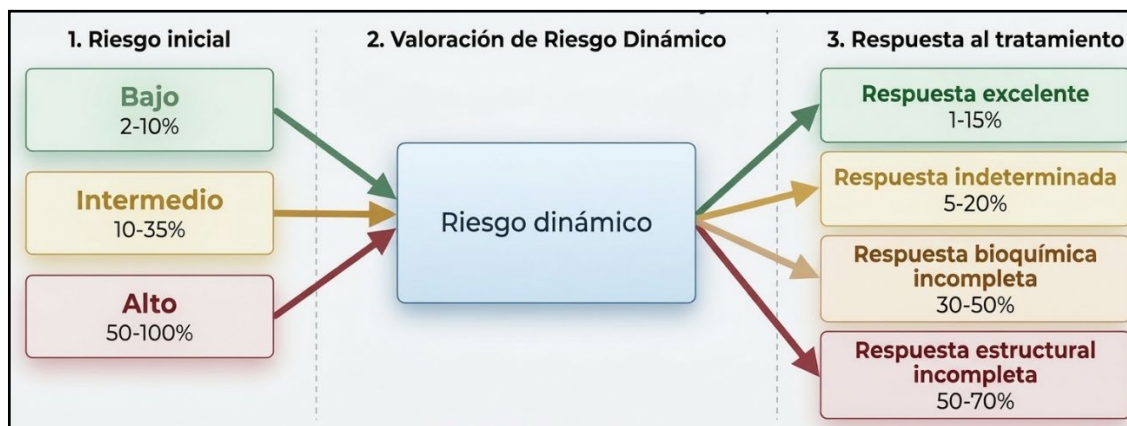 1. Riesgo inicial
Bajo
2-10%
Intermedio
10-35%
Alto
50-100%
2. Valoración de Riesgo Dinámico
Riesgo dinámico
3. Respuesta al tratamiento
Respuesta excelente
1-15%
Respuesta indeterminada
5-20%
Respuesta bioquímica
incompleta
30-50%
Respuesta estructural
incompleta
50-70%